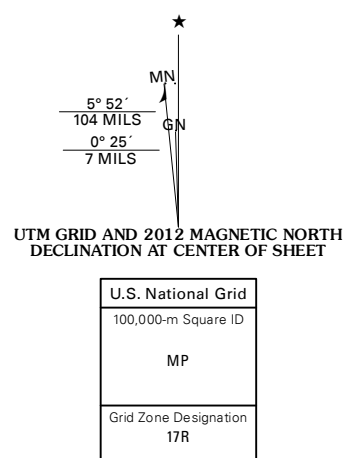 ★
MN
5° 52´
104 MILS
GN
0° 25´
7 MILS
UTM GRID AND 2012 MAGNETIC NORTH
DECLINATION AT CENTER OF SHEET
U.S. National Grid
100,000-m Square ID
MP
Grid Zone Designation
17R